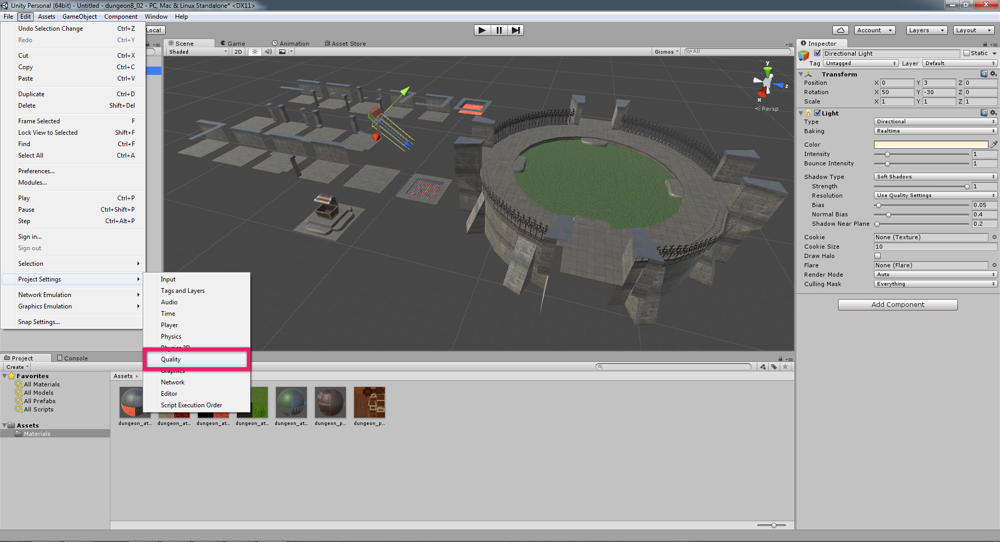 Unity Personal (64bit) - Untitled - dungeon8_02 - PC, Mac & Linux Standalone* <DX11>
File Edit Assets GameObject Component Window Help
Undo Selection Change Ctrl+Z
Redo Ctrl+Y
Cut Ctrl+X
Copy Ctrl+C
Paste Ctrl+V
Duplicate Ctrl+D
Delete Shift+Del
Frame Selected F
Lock View to Selected Shift+F
Find Ctrl+F
Select All Ctrl+A
Preferences...
Modules...
Play Ctrl+P
Pause Ctrl+Shift+P
Step Ctrl+Alt+P
Sign in...
Sign out
Selection
Project Settings
Network Emulation
Graphics Emulation
Snap Settings...
Input
Tags and Layers
Audio
Time
Player
Physics
Physics 2D
Quality
Graphics
Network
Editor
Script Execution Order
Local
Account Layers Layout
Scene Game Animation Asset Store
Shaded 2D Gizmos All
y
z
x
Persp
Inspector
Directional Light Static
Tag Untagged Layer Default
Transform
Position X 0 Y 3 Z 0
Rotation X 50 Y -30 Z 0
Scale X 1 Y 1 Z 1
Light
Type Directional
Baking Realtime
Color
Intensity 1
Bounce Intensity 1
Shadow Type Soft Shadows
Strength 1
Resolution Use Quality Settings
Bias 0.05
Normal Bias 0.4
Shadow Near Plane 0.2
Cookie None (Texture)
Cookie Size 10
Draw Halo
Flare None (Flare)
Render Mode Auto
Culling Mask Everything
Add Component
Project Console
Create
Favorites
All Materials
All Models
All Prefabs
All Scripts
Assets
Materials
Assets
dungeon_at... dungeon_at... dungeon_at... dungeon_at... dungeon_at... dungeon_p... dungeon_p...